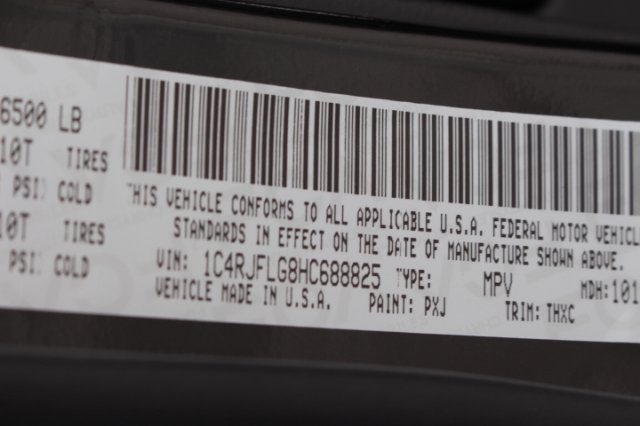 6500 LB
10T TIRES
PSI) COLD
10T TIRES
PSI: COLD
THIS VEHICLE CONFORMS TO ALL APPLICABLE U.S.A. FEDERAL MOTOR VEHICL
STANDARDS IN EFFECT ON THE DATE OF MANUFACTURE SHOWN ABOVE.
VIN: 1C4RJFLG8HC688825 TYPE: MPV MDH: 101
VEHICLE MADE IN U.S.A. PAINT: PXJ TRIM: THXC